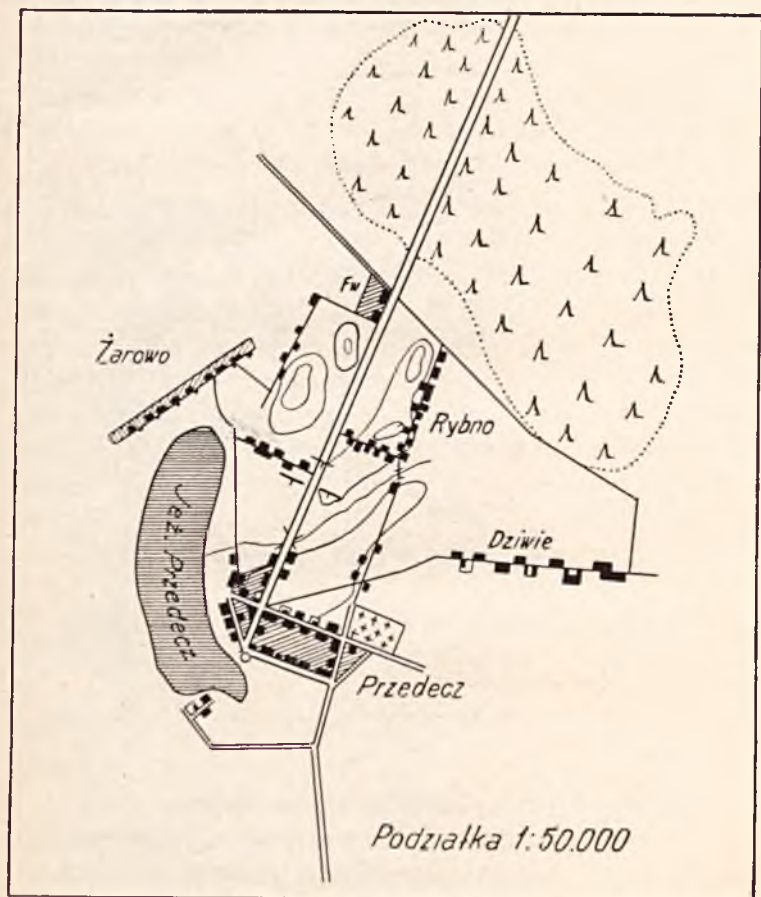 Fw
Żarowo
Rybno
Dziwie
Jez. Przedecz
Przedecz
Podziałka 1:50.000